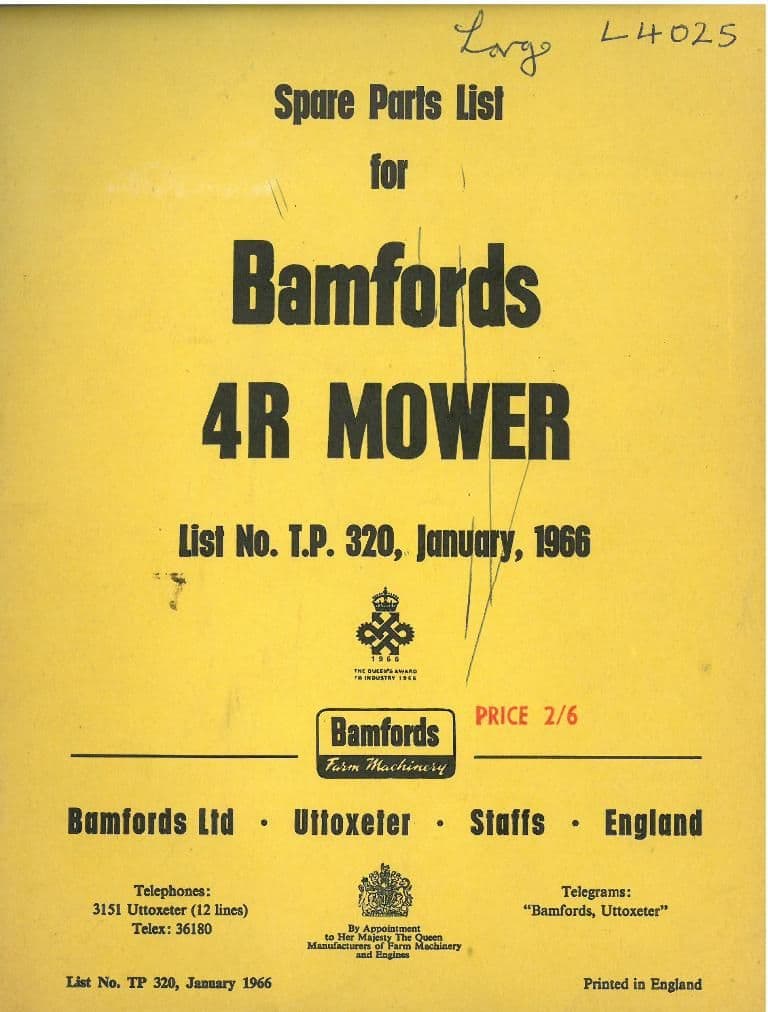 Large L4025
Spare Parts List
for
Bamfords
4R MOWER
List No. T.P. 320, January, 1966
1966
THE QUEEN'S AWARD
TO INDUSTRY 1966
PRICE 2/6
Bamfords
Farm Machinery
Bamfords Ltd · Uttoxeter · Staffs · England
Telephones:
3151 Uttoxeter (12 lines)
Telex: 36180
By Appointment
to Her Majesty The Queen
Manufacturers of Farm Machinery
and Engines
Telegrams:
"Bamfords, Uttoxeter"
List No. TP 320, January 1966
Printed in England